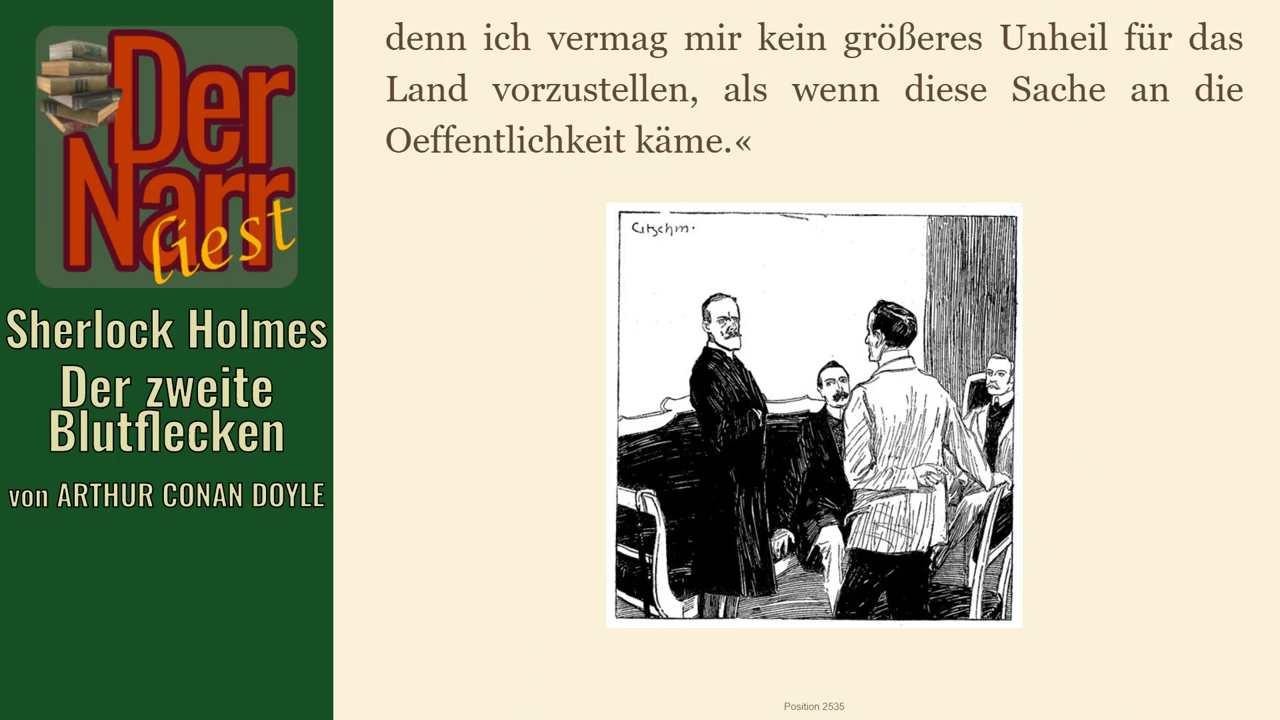 Der
Narr
liest
Sherlock Holmes
Der zweite
Blutflecken
von ARTHUR CONAN DOYLE
denn ich vermag mir kein größeres Unheil für das
Land vorzustellen, als wenn diese Sache an die
Oeffentlichkeit käme.«
Position 2535